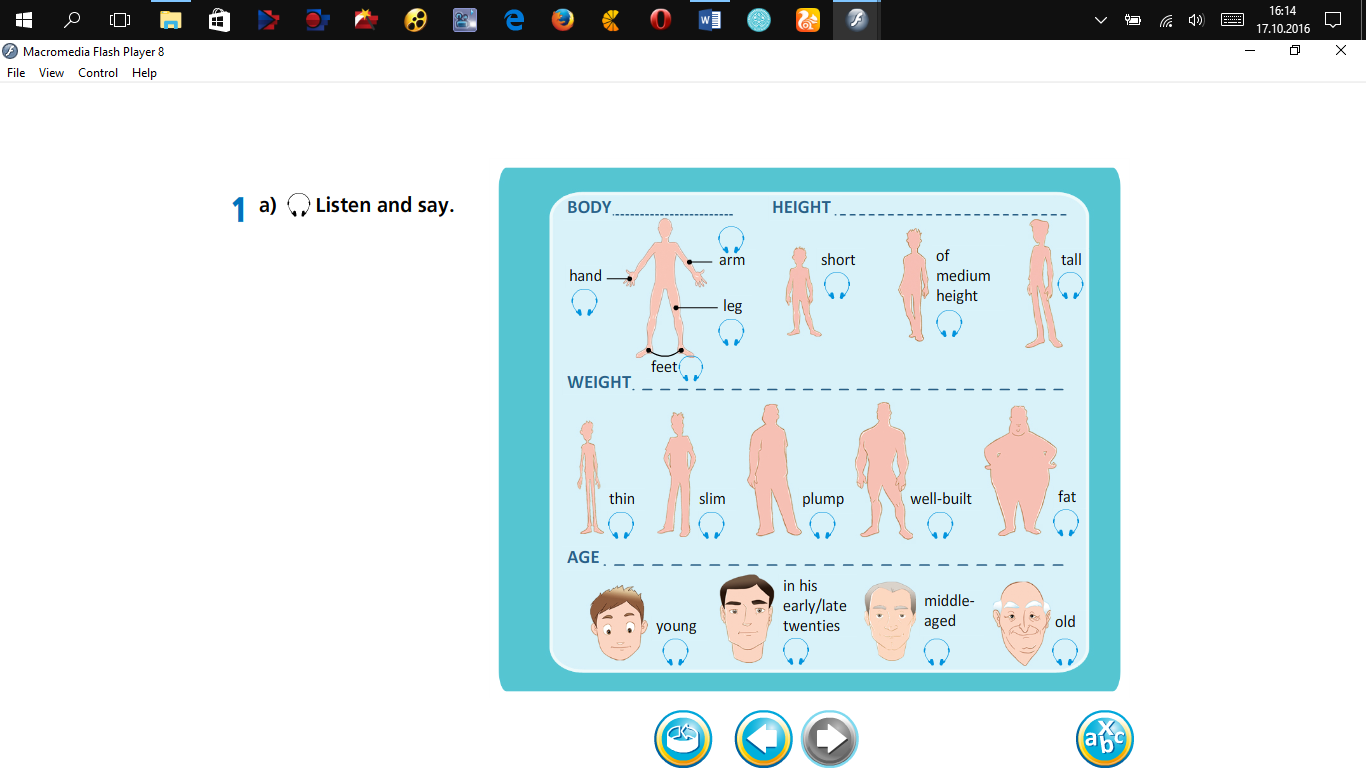 16:14
17.10.2016
Macromedia Flash Player 8
File View Control Help
1 a) Listen and say.
BODY
hand
arm
leg
feet
HEIGHT
short
of
medium
height
tall
WEIGHT
thin
slim
plump
well-built
fat
AGE
young
in his
early/late
twenties
middle-
aged
old
abc
x